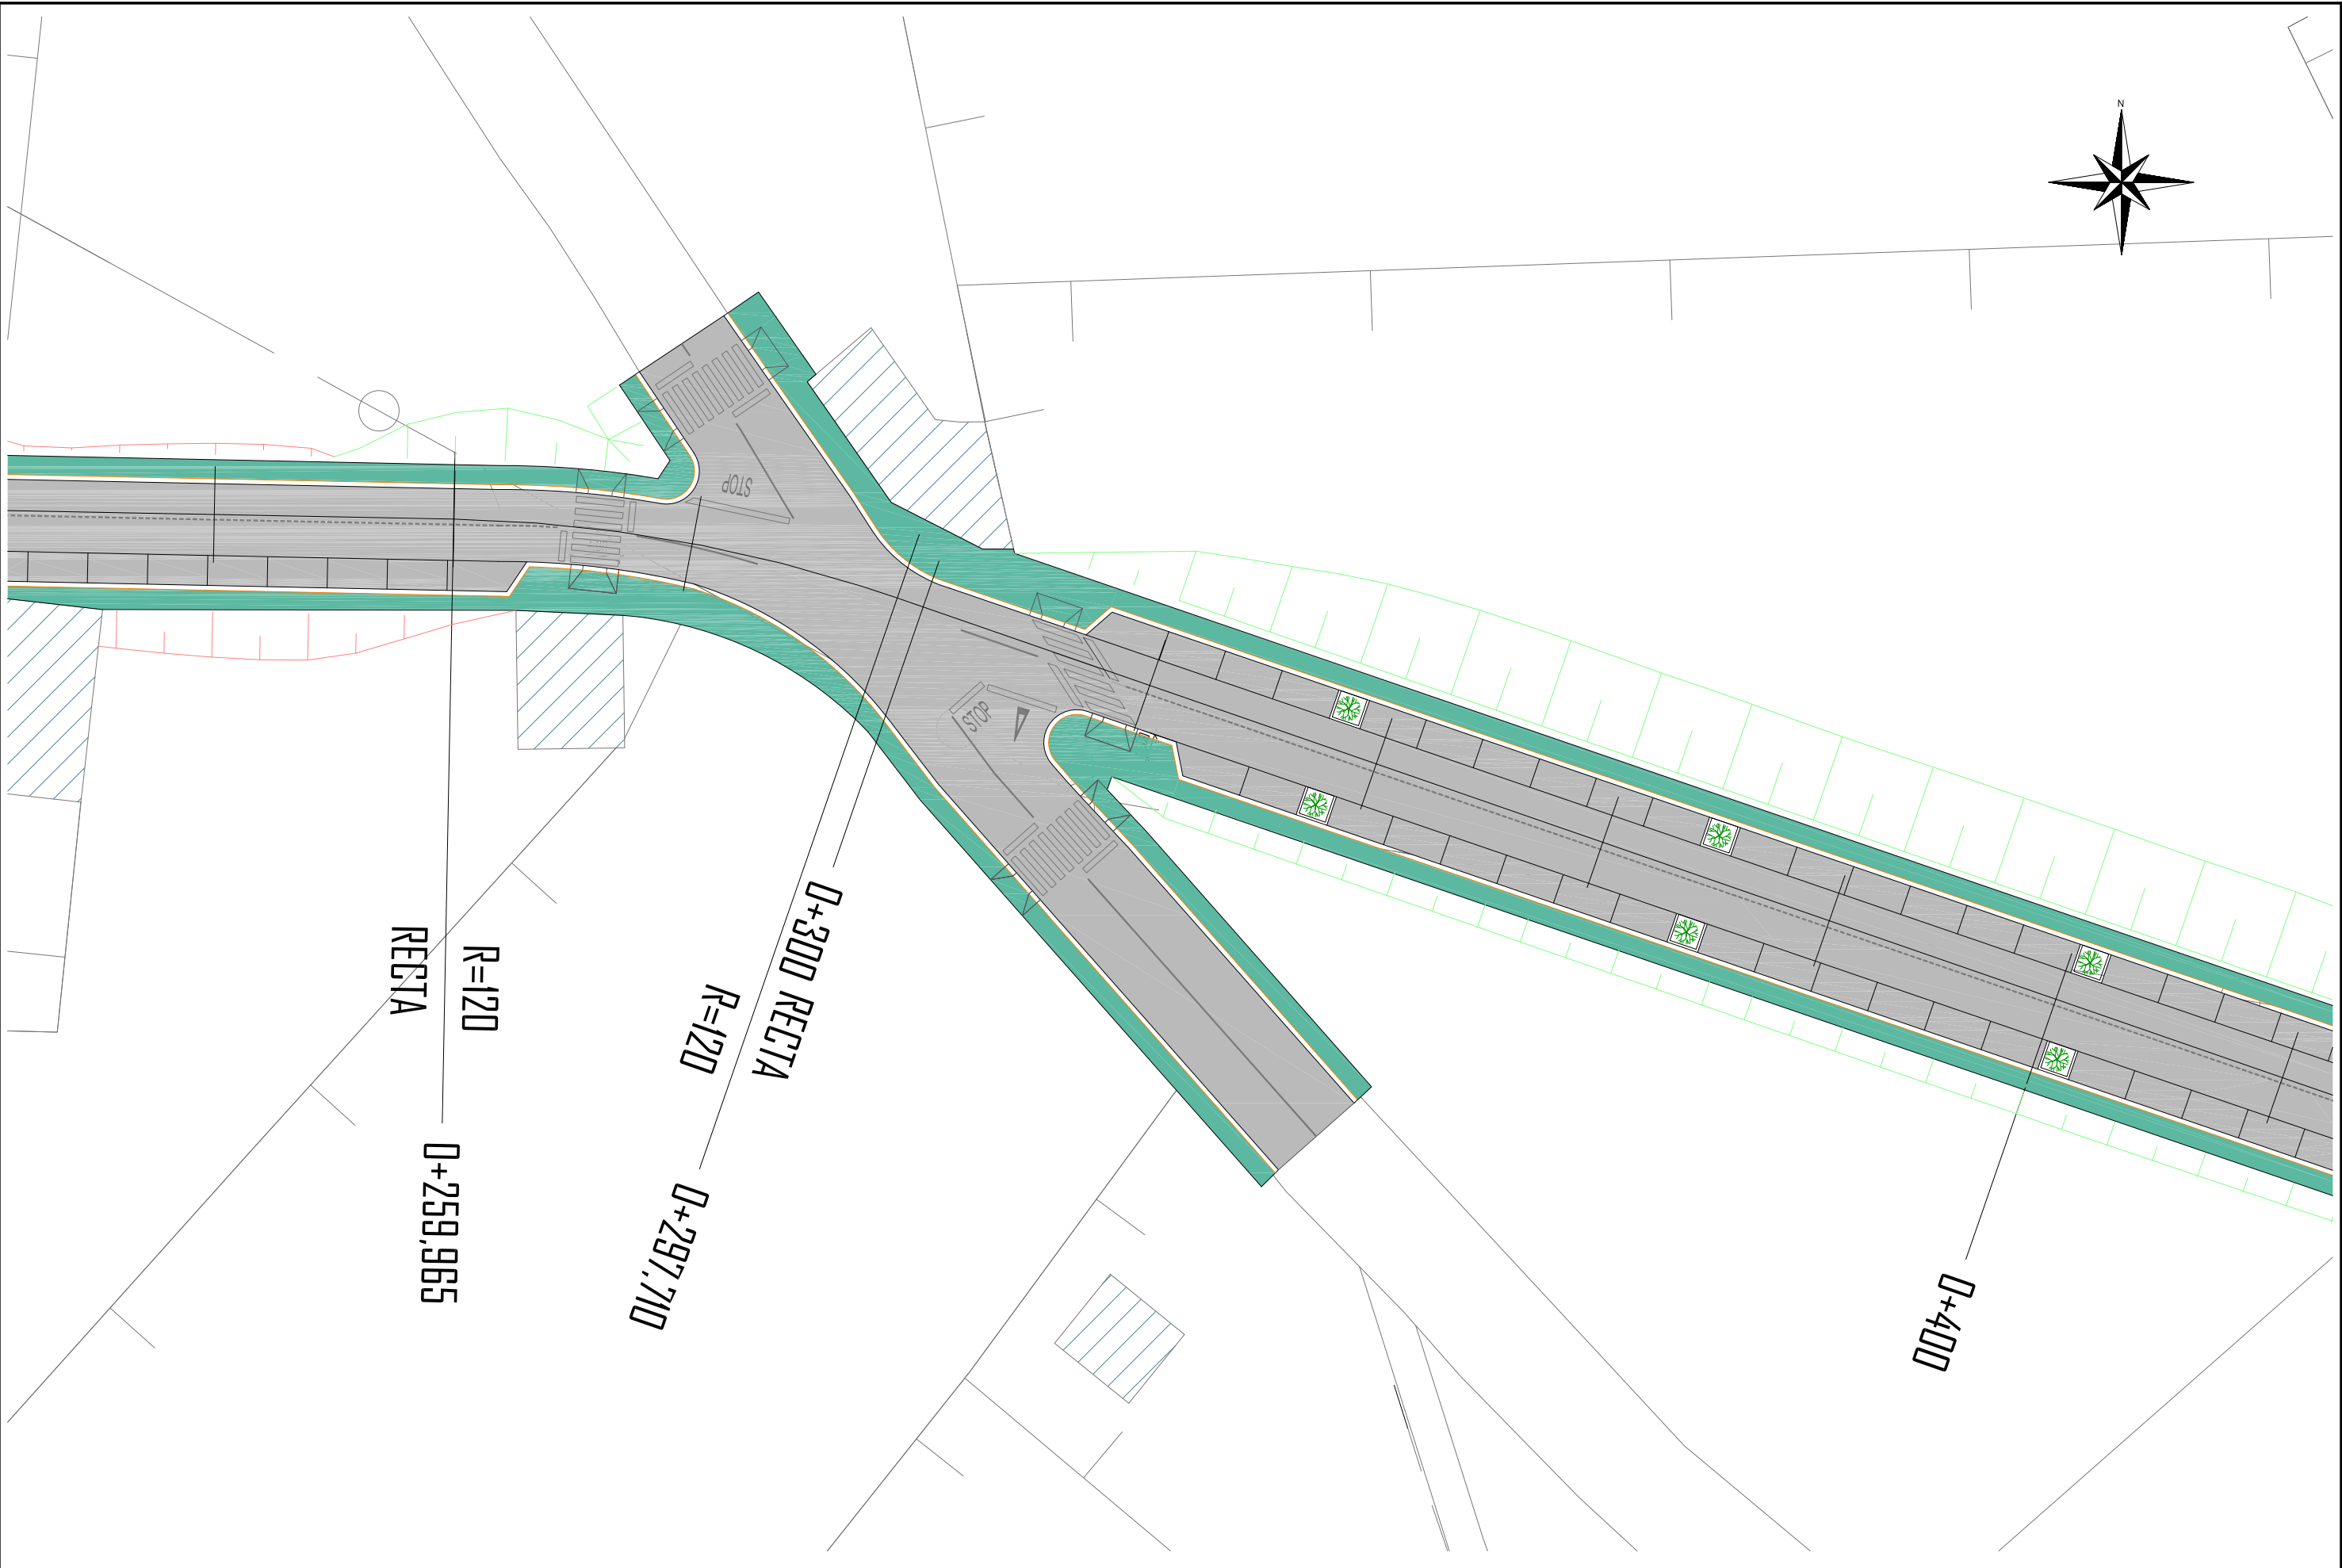 N
STOP
STOP
RECTA
R=120
0+259,965
0+300 RECTA
R=120
0+297,710
0+400